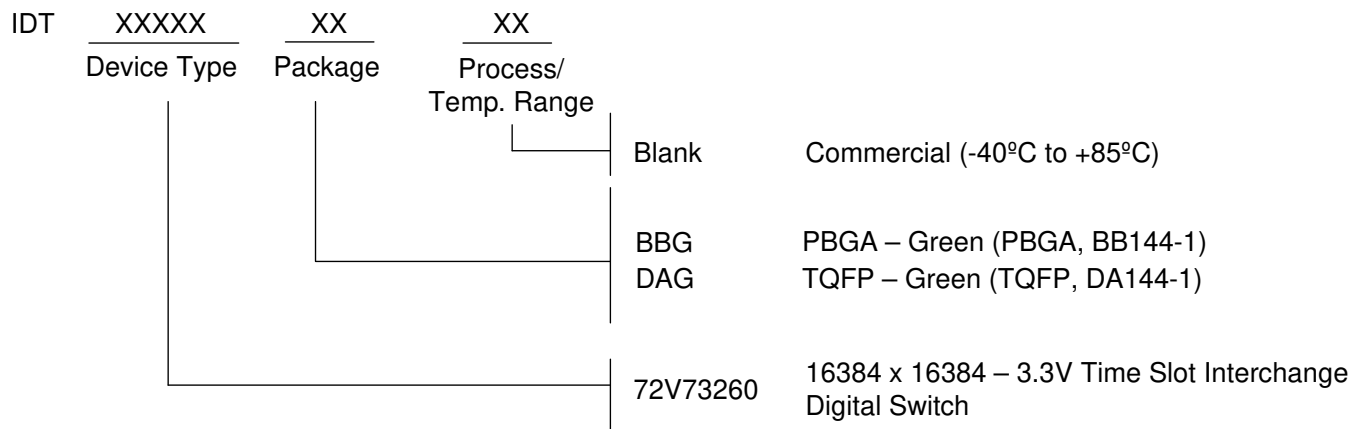 IDT XXXXX XX XX
Device Type Package Process/
Temp. Range
Blank Commercial (-40ºC to +85ºC)
BBG PBGA – Green (PBGA, BB144-1)
DAG TQFP – Green (TQFP, DA144-1)
72V73260 16384 x 16384 – 3.3V Time Slot Interchange
Digital Switch